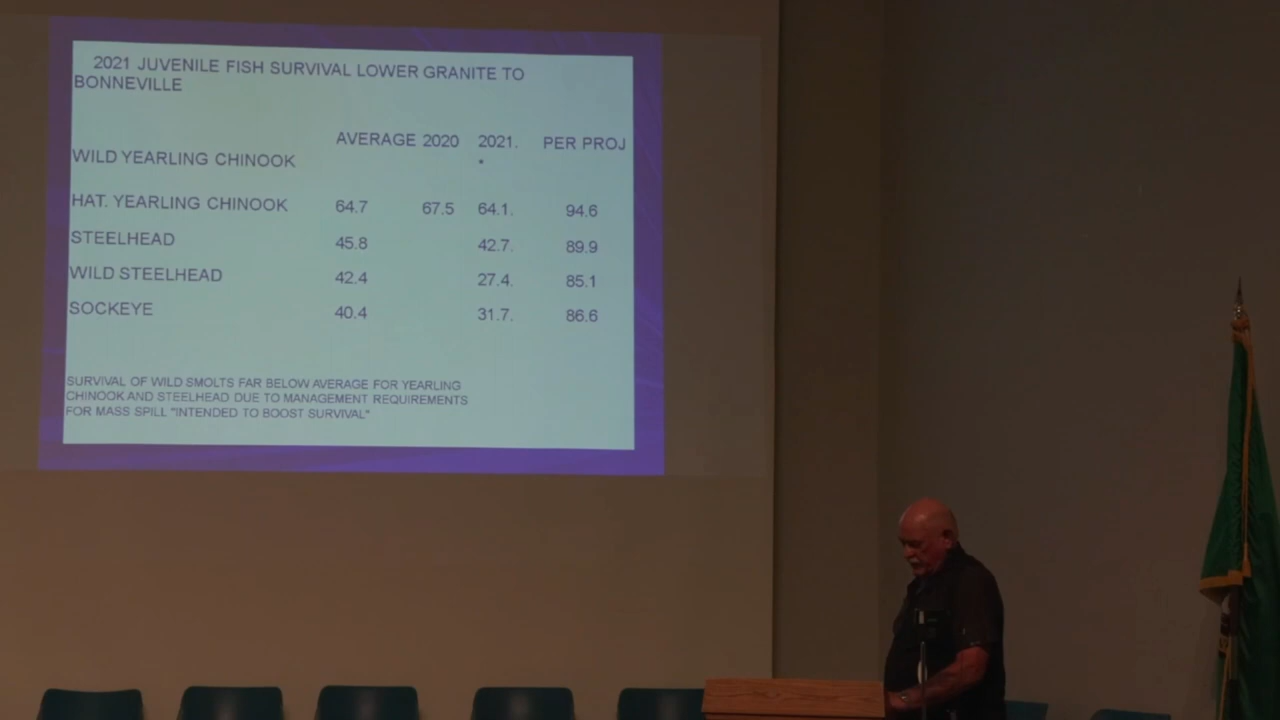 2021 JUVENILE FISH SURVIVAL LOWER GRANITE TO
BONNEVILLE
AVERAGE 2020 2021. PER PROJ
WILD YEARLING CHINOOK *
HAT. YEARLING CHINOOK 64.7 67.5 64.1. 94.6
STEELHEAD 45.8 42.7. 89.9
WILD STEELHEAD 42.4 27.4. 85.1
SOCKEYE 40.4 31.7. 86.6
SURVIVAL OF WILD SMOLTS FAR BELOW AVERAGE FOR YEARLING
CHINOOK AND STEELHEAD DUE TO MANAGEMENT REQUIREMENTS
FOR MASS SPILL "INTENDED TO BOOST SURVIVAL"